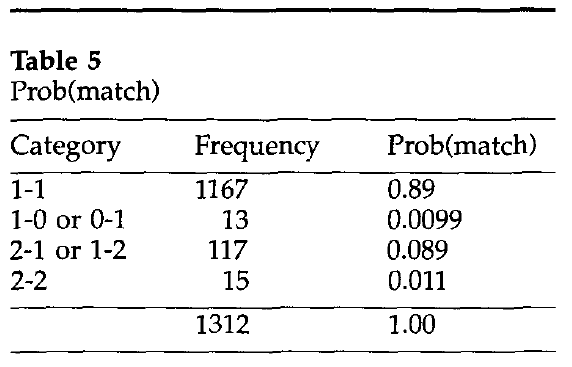 Table 5
Prob(match)
Category Frequency Prob(match)
1-1 1167 0.89
1-0 or 0-1 13 0.0099
2-1 or 1-2 117 0.089
2-2 15 0.011
1312 1.00